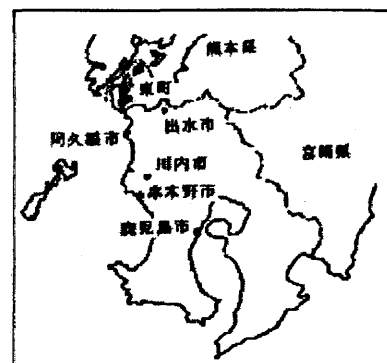 熊本県
東町
出水市
阿久根市
川内市
宮崎県
串木野市
鹿児島市